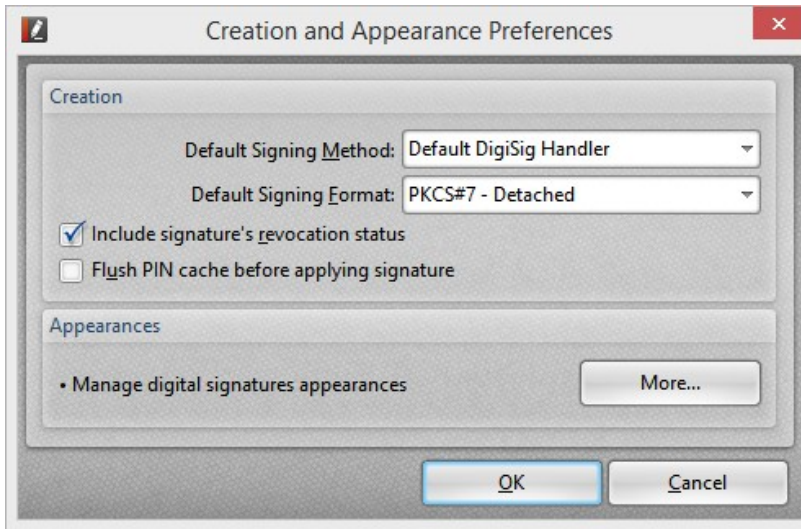 Creation and Appearance Preferences
Creation
Default Signing Method: Default DigiSig Handler
Default Signing Format: PKCS#7 - Detached
Include signature's revocation status
Flush PIN cache before applying signature
Appearances
• Manage digital signatures appearances More...
OK Cancel